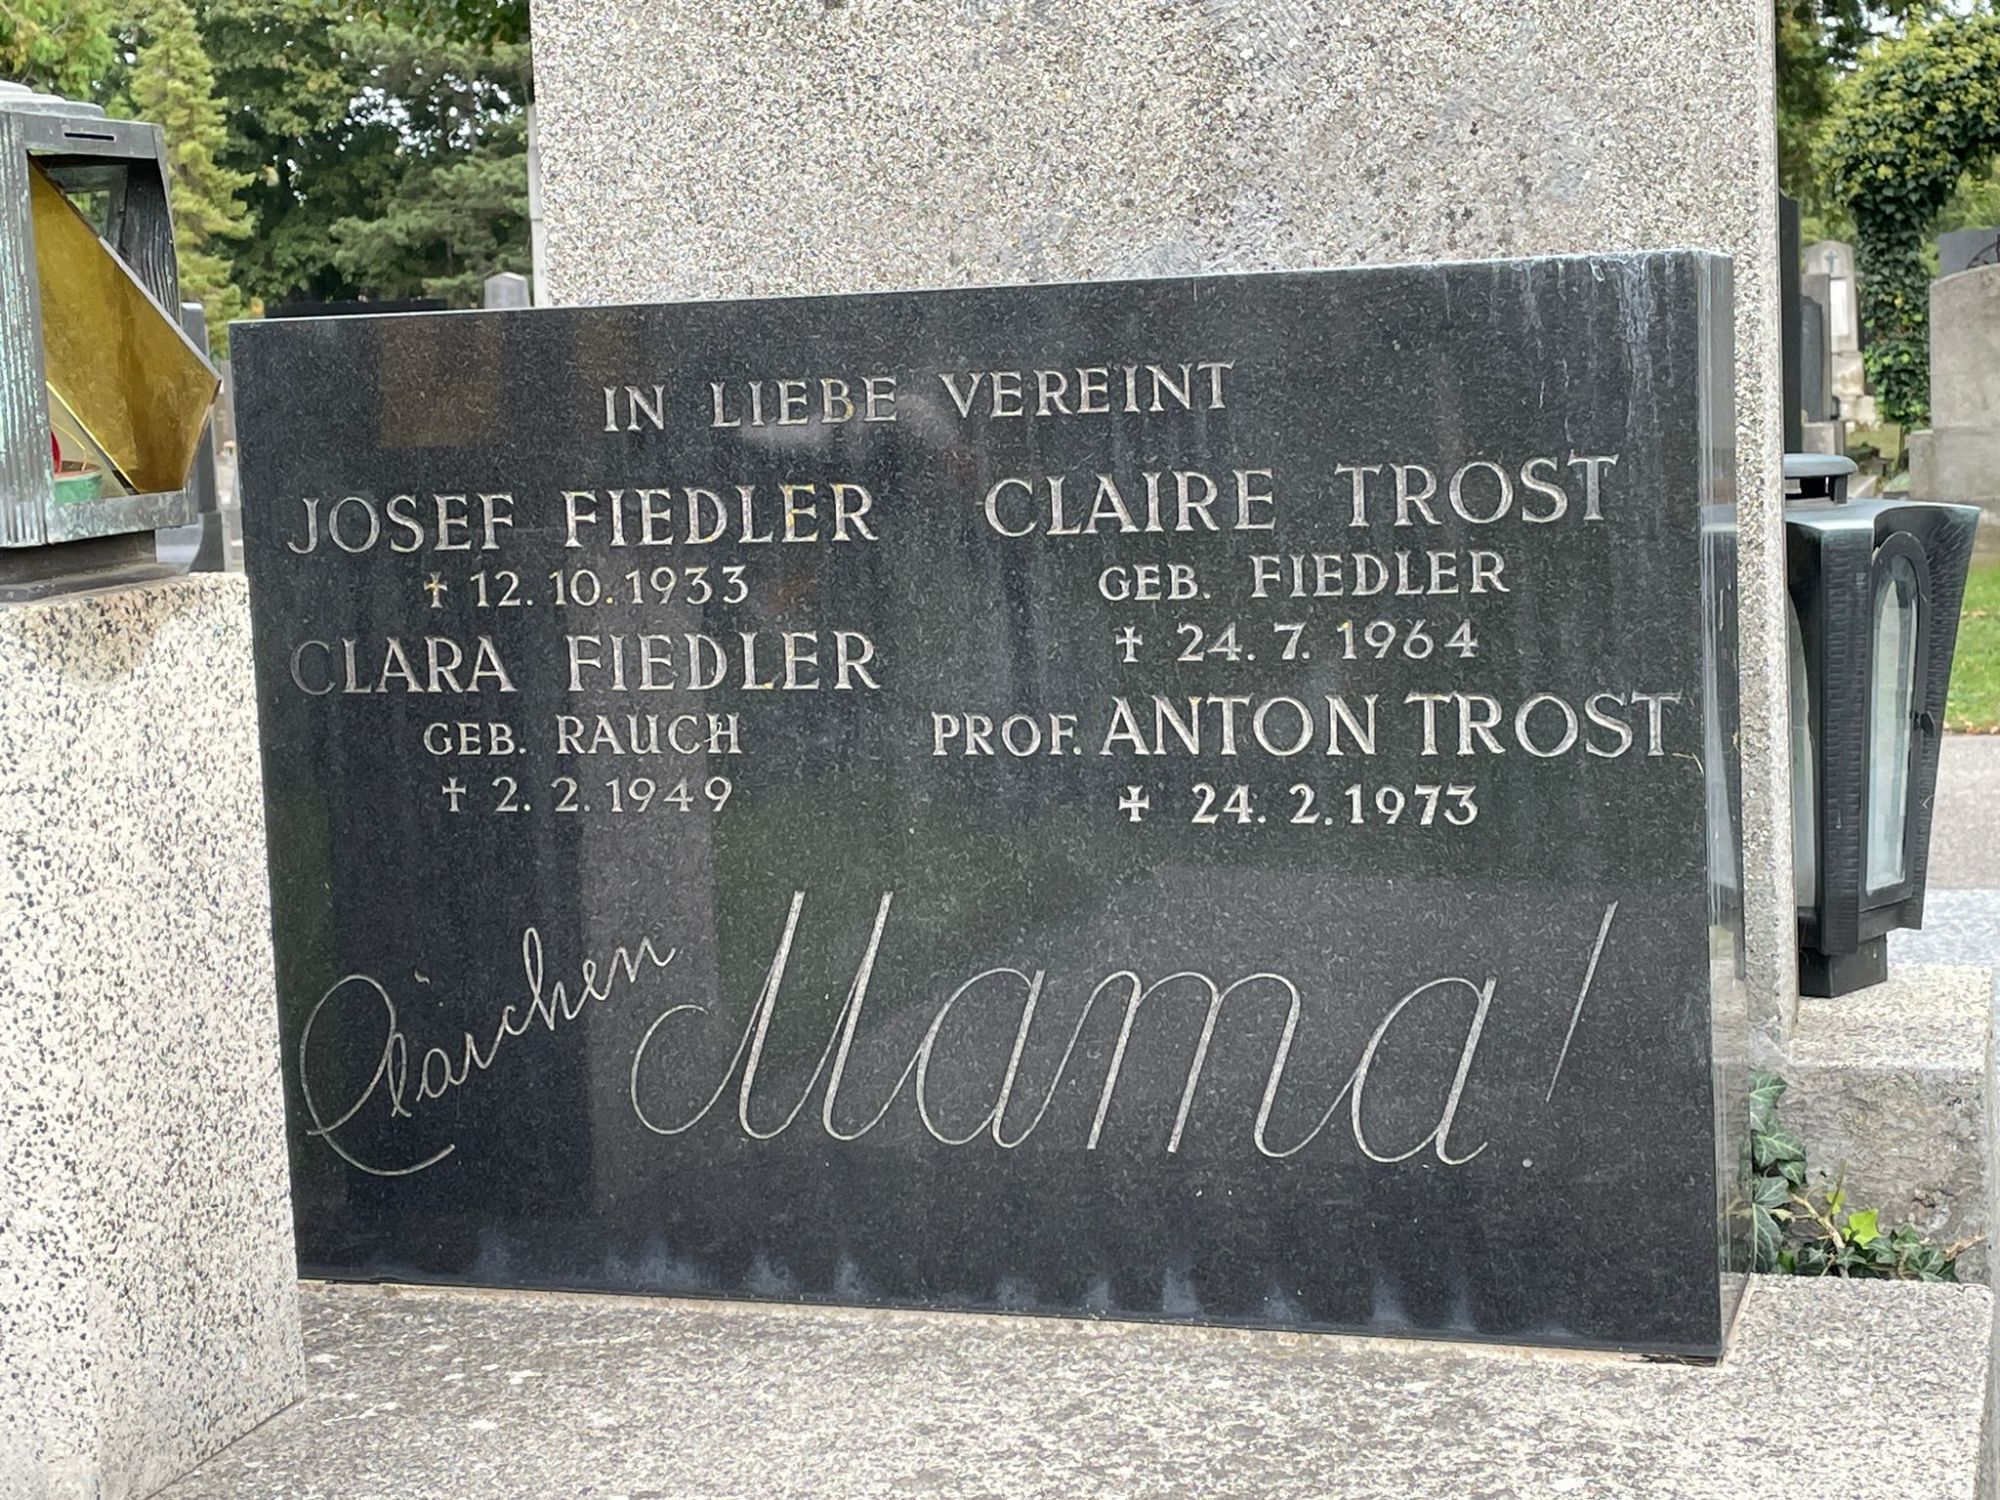 IN LIEBE VEREINT
JOSEF FIEDLER
† 12.10.1933
CLARA FIEDLER
GEB. RAUCH
† 2.2.1949
CLAIRE TROST
GEB. FIEDLER
† 24.7.1964
PROF. ANTON TROST
† 24.2.1973
Clärchen Mama!